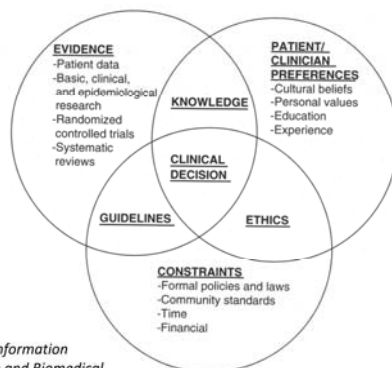 EVIDENCE
-Patient data
-Basic, clinical,
and epidemiological
research
-Randomized
controlled trials
-Systematic
reviews
PATIENT/
CLINICIAN
PREFERENCES
-Cultural beliefs
-Personal values
-Education
-Experience
KNOWLEDGE
CLINICAL
DECISION
GUIDELINES
ETHICS
CONSTRAINTS
-Formal policies and laws
-Community standards
-Time
-Financial
nformation
and Biomedical